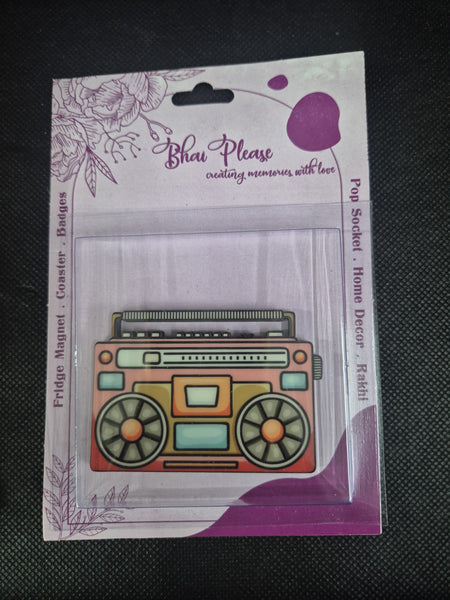 Bhai Please
creating memories with love
Fridge Magnet . Coaster . Badges
Pop Socket . Home Decor . Rakhi